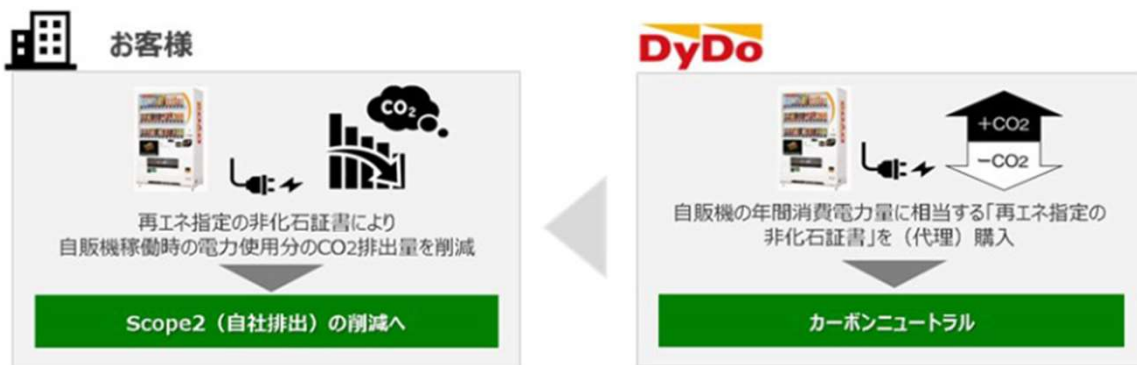 お客様
CO2
再エネ指定の非化石証書により
自販機稼働時の電力使用分のCO2排出量を削減
Scope2（自社排出）の削減へ
DyDo
+CO2
−CO2
自販機の年間消費電力量に相当する「再エネ指定の
非化石証書」を（代理）購入
カーボンニュートラル